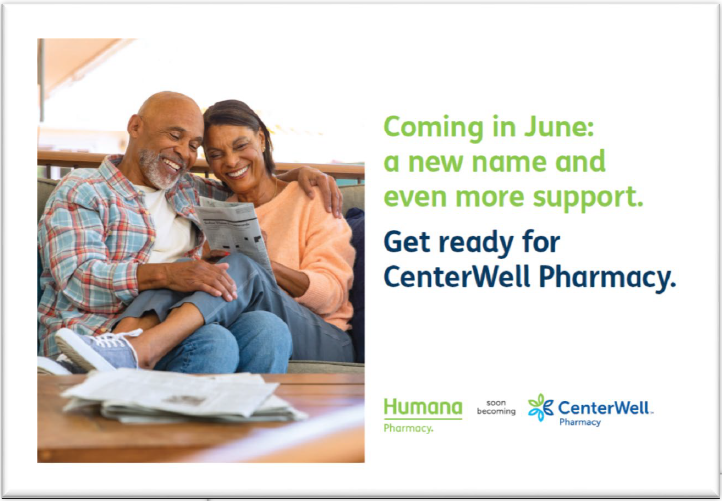 Coming in June:
a new name and
even more support.
Get ready for
CenterWell Pharmacy.
Humana
Pharmacy.
soon
becoming
CenterWell™
Pharmacy